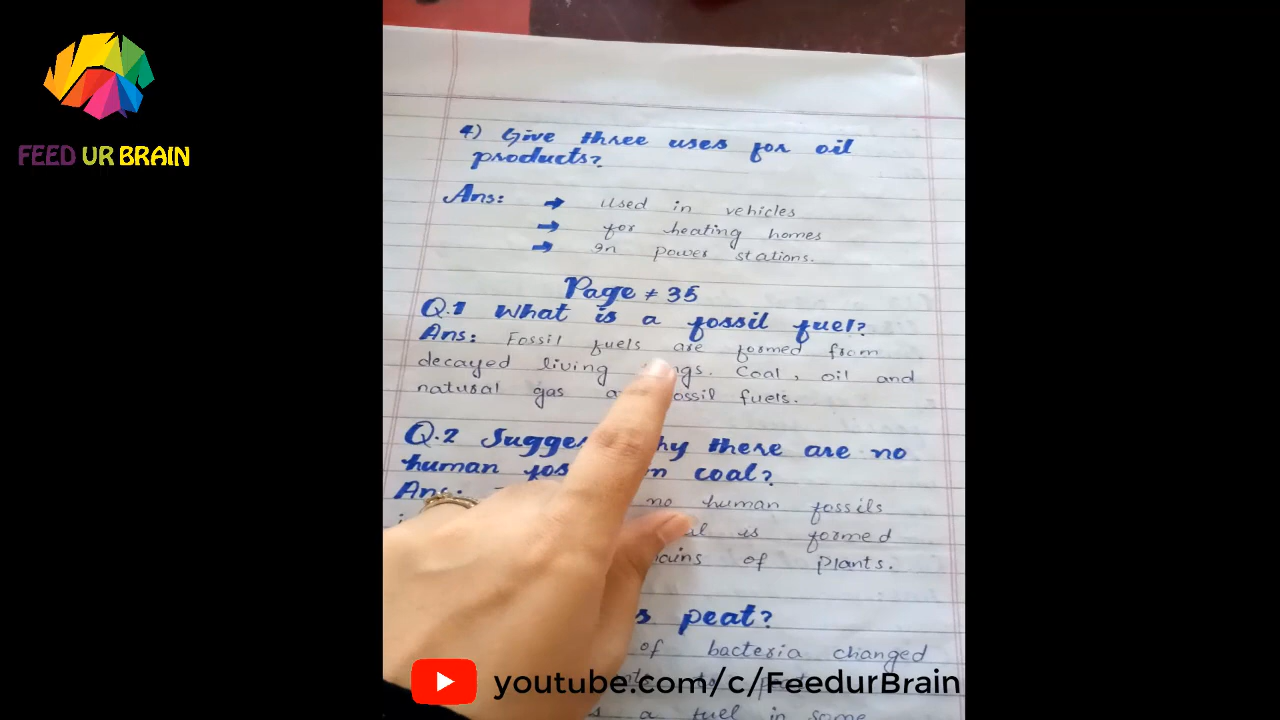 FEED UR BRAIN
4) Give three uses for oil
products?
Ans: → Used in vehicles
→ for heating homes
→ In power stations.
Page # 35
Q.1 What is a fossil fuel?
Ans: Fossil fuels are formed from
decayed living. Coal, oil and
natural gas fossil fuels.
Q.2 there are no
human coal?
Ans: no human fossils
is formed
of plants.
peat?
of bacteria changed
a fuel in some
youtube.com/c/FeedurBrain